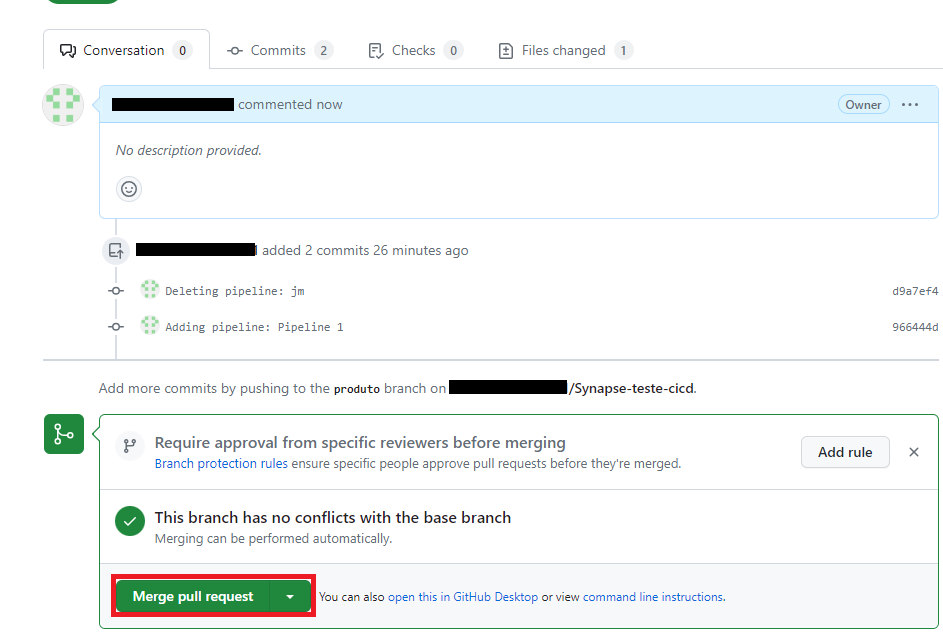 Conversation 0 Commits 2 Checks 0 Files changed 1
commented now Owner
No description provided.
added 2 commits 26 minutes ago
Deleting pipeline: jm d9a7ef4
Adding pipeline: Pipeline 1 966444d
Add more commits by pushing to the produto branch on /Synapse-teste-cicd.
Require approval from specific reviewers before merging
Branch protection rules ensure specific people approve pull requests before they're merged.
Add rule
This branch has no conflicts with the base branch
Merging can be performed automatically.
Merge pull request You can also open this in GitHub Desktop or view command line instructions.